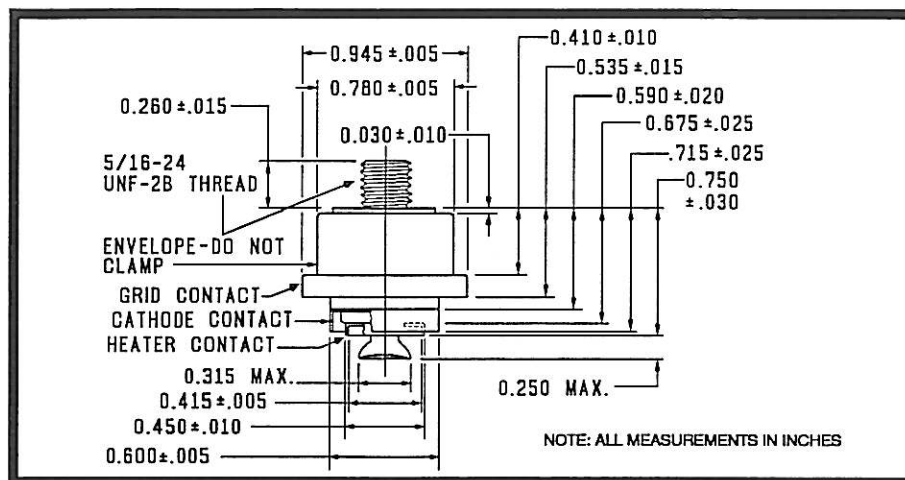 0.945 ±.005
0.410 ±.010
0.535 ±.015
0.780 ±.005
0.590 ±.020
0.260 ±.015
0.675 ±.025
0.030 ±.010
.715 ±.025
5/16-24
UNF-2B THREAD
0.750
±.030
ENVELOPE-DO NOT
CLAMP
GRID CONTACT
CATHODE CONTACT
HEATER CONTACT
0.315 MAX.
0.250 MAX.
0.415 ±.005
0.450 ±.010
NOTE: ALL MEASUREMENTS IN INCHES
0.600±.005